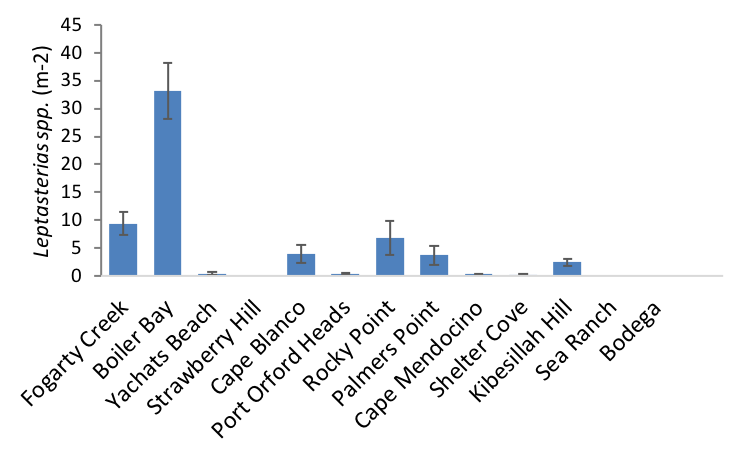 45
40
35
30
25
20
15
10
5
0
Leptasterias spp. (m-2)
Fogarty Creek
Boiler Bay
Yachats Beach
Strawberry Hill
Cape Blanco
Port Orford Heads
Rocky Point
Palmers Point
Cape Mendocino
Shelter Cove
Kibesillah Hill
Sea Ranch
Bodega